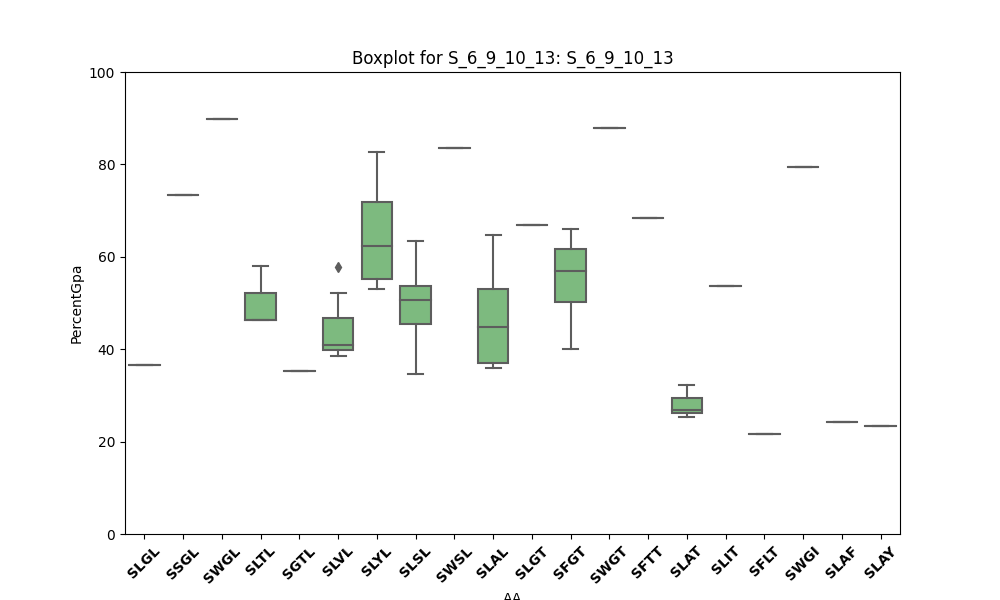 Boxplot for S_6_9_10_13: S_6_9_10_13
100
80
60
40
20
0
PercentGpa
SLGL
SSGL
SWGL
SLTL
SGTL
SLVL
SLYL
SLSL
SWSL
SLAL
SLGT
SFGT
SWGT
SFTT
SLAT
SLIT
SFLT
SWGI
SLAF
SLAY
AA